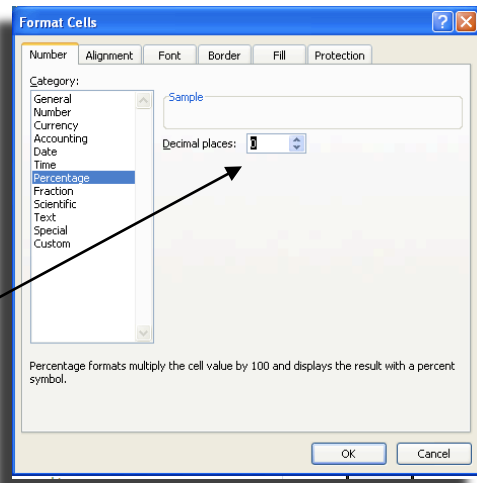 Format Cells
Number Alignment Font Border Fill Protection
Category:
General
Number
Currency
Accounting
Date
Time
Percentage
Fraction
Scientific
Text
Special
Custom
Sample
Decimal places: 0
Percentage formats multiply the cell value by 100 and displays the result with a percent
symbol.
OK Cancel